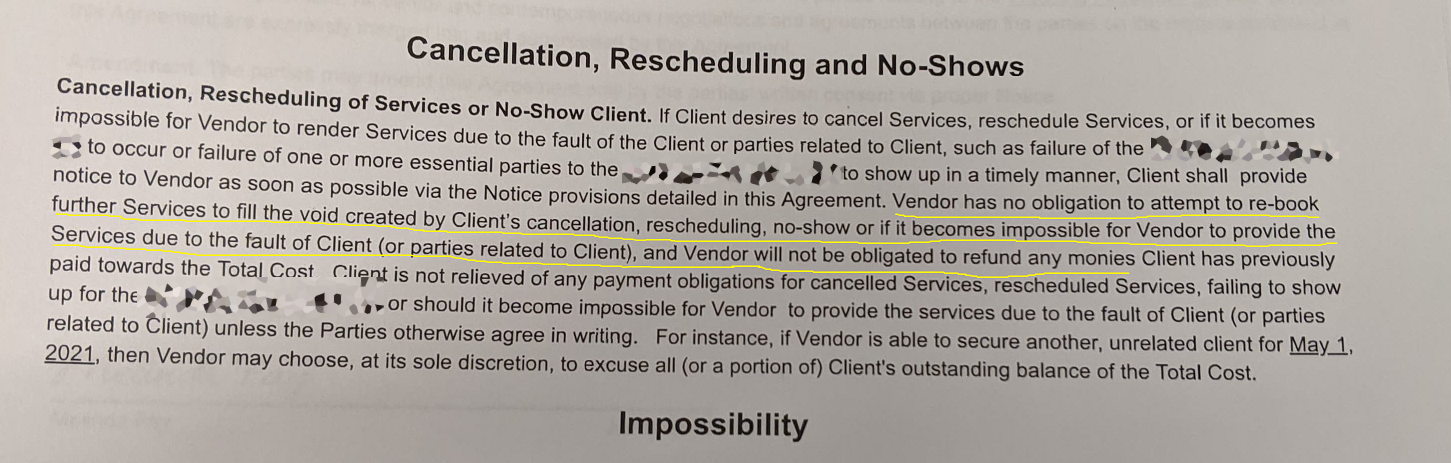 Cancellation, Rescheduling and No-Shows
Cancellation, Rescheduling of Services or No-Show Client. If Client desires to cancel Services, reschedule Services, or if it becomes
impossible for Vendor to render Services due to the fault of the Client or parties related to Client, such as failure of the
to occur or failure of one or more essential parties to the to show up in a timely manner, Client shall provide
notice to Vendor as soon as possible via the Notice provisions detailed in this Agreement. Vendor has no obligation to attempt to re-book
further Services to fill the void created by Client's cancellation, rescheduling, no-show or if it becomes impossible for Vendor to provide the
Services due to the fault of Client (or parties related to Client), and Vendor will not be obligated to refund any monies Client has previously
paid towards the Total Cost Client is not relieved of any payment obligations for cancelled Services, rescheduled Services, failing to show
up for the or should it become impossible for Vendor to provide the services due to the fault of Client (or parties
related to Client) unless the Parties otherwise agree in writing. For instance, if Vendor is able to secure another, unrelated client for May 1,
2021, then Vendor may choose, at its sole discretion, to excuse all (or a portion of) Client's outstanding balance of the Total Cost.
Impossibility